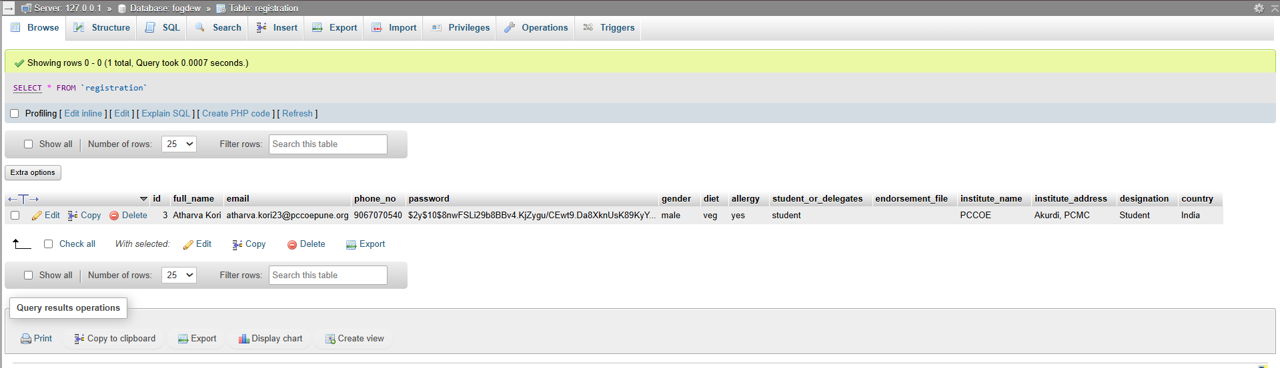 Server: 127.0.0.1 » Database: fogdew » Table: registration
Browse Structure SQL Search Insert Export Import Privileges Operations Triggers
Showing rows 0 - 0 (1 total, Query took 0.0007 seconds.)
SELECT * FROM `registration`
Profiling [ Edit inline ] [ Edit ] [ Explain SQL ] [ Create PHP code ] [ Refresh ]
Show all | Number of rows: 25 Filter rows: Search this table
Extra options
id full_name email phone_no password gender diet allergy student_or_delegates endorsement_file institute_name institute_address designation country
Edit Copy Delete 3 Atharva Kori atharva.kori23@pccoepune.org 9067070540 $2y$10$8nwFSLi29b8BBv4.KjZygu/CEwt9.Da8XknUsK89KyY... male veg yes student PCCOE Akurdi, PCMC Student India
Check all With selected: Edit Copy Delete Export
Show all | Number of rows: 25 Filter rows: Search this table
Query results operations
Print Copy to clipboard Export Display chart Create view